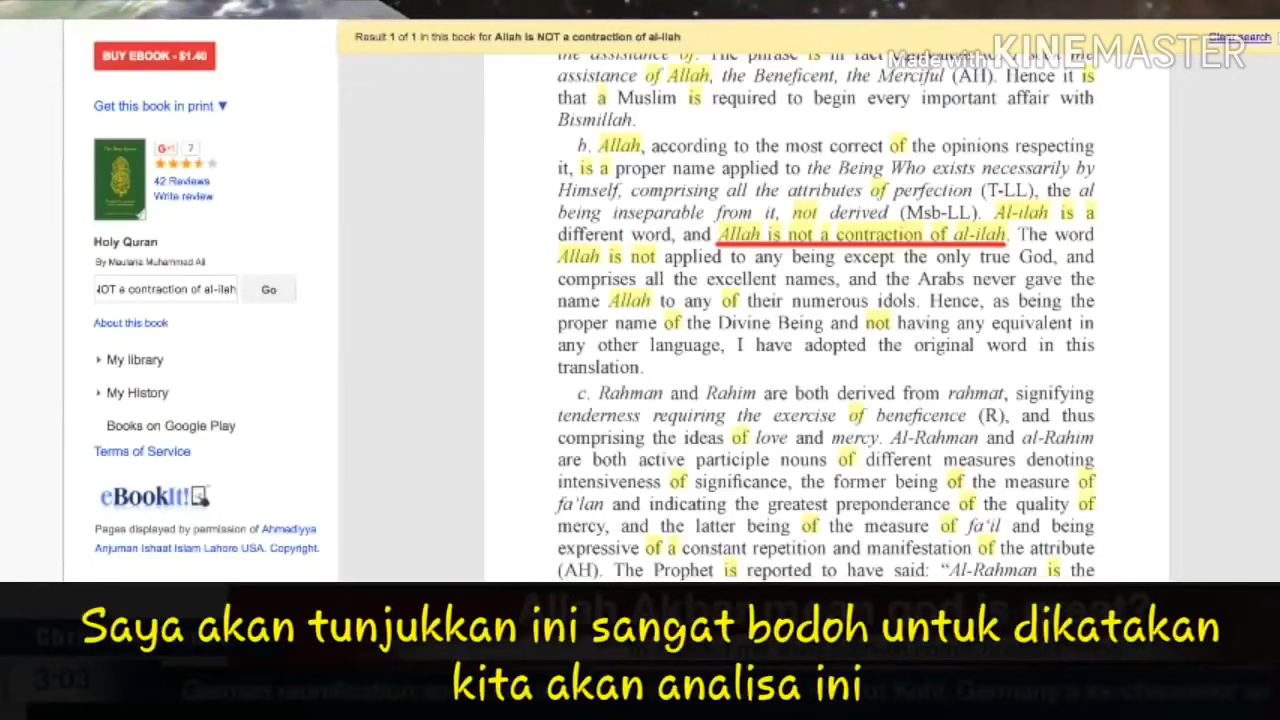 Result 1 of 1 in this book for Allah is NOT a contraction of al-ilah
Clear search
Made with KINEMASTER
BUY EBOOK - $1.40
Get this book in print ▼
G+1 7
42 Reviews
Write review
Holy Quran
By Maulana Muhammad Ali
NOT a contraction of al-ilah
Go
About this book
My library
My History
Books on Google Play
Terms of Service
eBookIt!
Pages displayed by permission of Ahmadiyya
Anjuman Ishaat Islam Lahore USA. Copyright.
the assistance of. The phrase is in fact
assistance of Allah, the Beneficent, the Merciful (AH). Hence it is
that a Muslim is required to begin every important affair with
Bismillah.
b. Allah, according to the most correct of the opinions respecting
it, is a proper name applied to the Being Who exists necessarily by
Himself, comprising all the attributes of perfection (T-LL), the al
being inseparable from it, not derived (Msb-LL). Al-ilah is a
different word, and Allah is not a contraction of al-ilah. The word
Allah is not applied to any being except the only true God, and
comprises all the excellent names, and the Arabs never gave the
name Allah to any of their numerous idols. Hence, as being the
proper name of the Divine Being and not having any equivalent in
any other language, I have adopted the original word in this
translation.
c. Rahman and Rahim are both derived from rahmat, signifying
tenderness requiring the exercise of beneficence (R), and thus
comprising the ideas of love and mercy. Al-Rahman and al-Rahim
are both active participle nouns of different measures denoting
intensiveness of significance, the former being of the measure of
fa'lan and indicating the greatest preponderance of the quality of
mercy, and the latter being of the measure of fa'il and being
expressive of a constant repetition and manifestation of the attribute
(AH). The Prophet is reported to have said: "Al-Rahman is the
Saya akan tunjukkan ini sangat bodoh untuk dikatakan
kita akan analisa ini
3:03